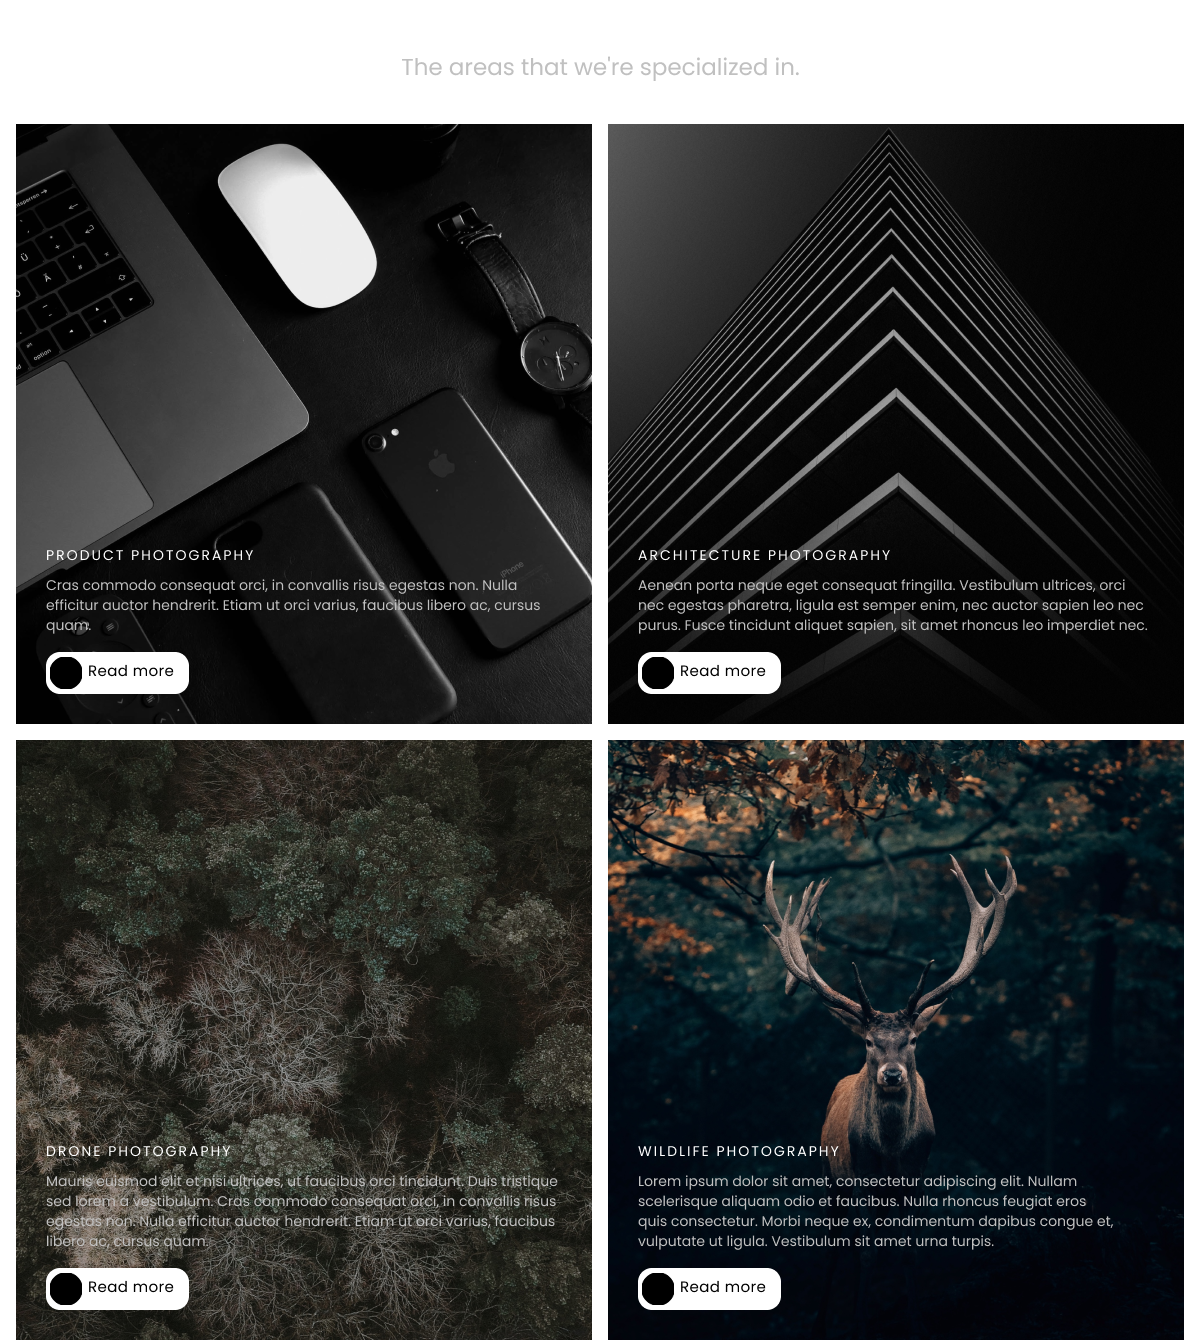 The areas that we're specialized in.
PRODUCT PHOTOGRAPHY
Cras commodo consequat orci, in convallis risus egestas non. Nulla
efficitur auctor hendrerit. Etiam ut orci varius, faucibus libero ac, cursus
quam.
Read more
ARCHITECTURE PHOTOGRAPHY
Aenean porta neque eget consequat fringilla. Vestibulum ultrices, orci
nec egestas pharetra, ligula est semper enim, nec auctor sapien leo nec
purus. Fusce tincidunt aliquet sapien, sit amet rhoncus leo imperdiet nec.
Read more
DRONE PHOTOGRAPHY
Mauris euismod elit et nisi ultrices, ut faucibus orci tincidunt. Duis tristique
sed lorem a vestibulum. Cras commodo consequat orci, in convallis risus
egestas non. Nulla efficitur auctor hendrerit. Etiam ut orci varius, faucibus
libero ac, cursus quam.
Read more
WILDLIFE PHOTOGRAPHY
Lorem ipsum dolor sit amet, consectetur adipiscing elit. Nullam
scelerisque aliquam odio et faucibus. Nulla rhoncus feugiat eros
quis consectetur. Morbi neque ex, condimentum dapibus congue et,
vulputate ut ligula. Vestibulum sit amet urna turpis.
Read more
iPhone
option
Ü
Ä